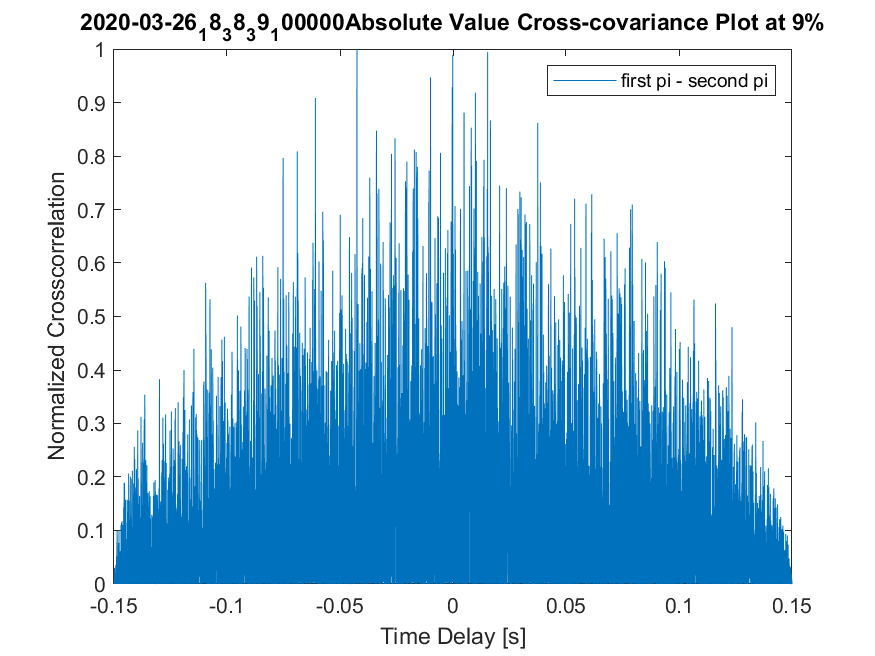 2020-03-26₁8₃8₃9₁00000Absolute Value Cross-covariance Plot at 9%
first pi - second pi
Normalized Crosscorrelation
1
0.9
0.8
0.7
0.6
0.5
0.4
0.3
0.2
0.1
0
-0.15 -0.1 -0.05 0 0.05 0.1 0.15
Time Delay [s]